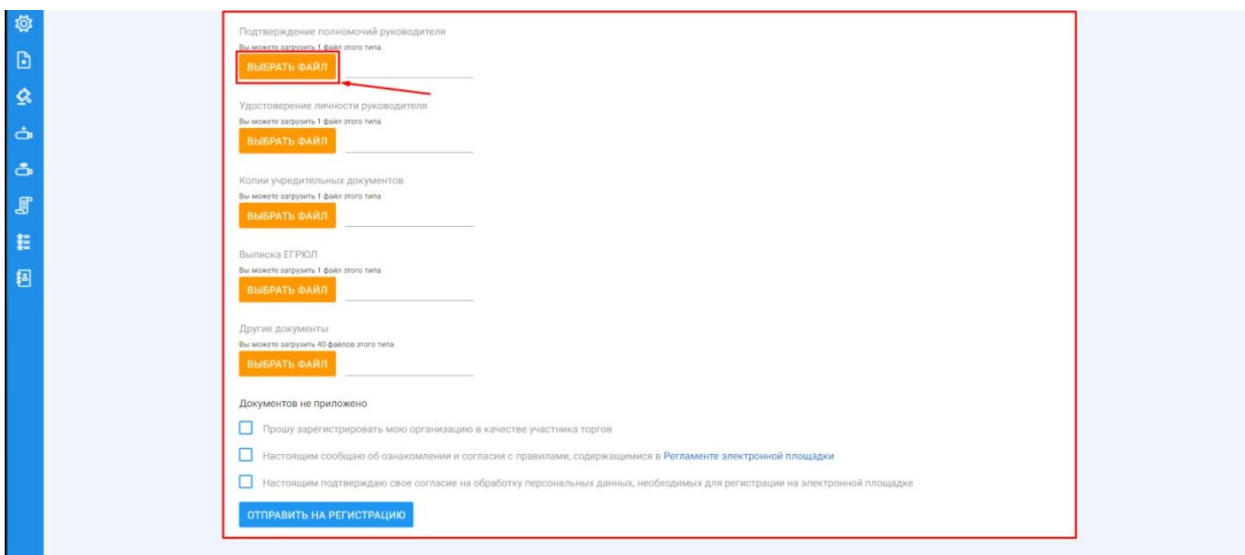 Подтверждение полномочий руководителя
Вы можете загрузить 1 файл этого типа
ВЫБРАТЬ ФАЙЛ
Удостоверение личности руководителя
Вы можете загрузить 1 файл этого типа
ВЫБРАТЬ ФАЙЛ
Копии учредительных документов
Вы можете загрузить 1 файл этого типа
ВЫБРАТЬ ФАЙЛ
Выписка ЕГРЮЛ
Вы можете загрузить 1 файл этого типа
ВЫБРАТЬ ФАЙЛ
Другие документы
Вы можете загрузить 40 файлов этого типа
ВЫБРАТЬ ФАЙЛ
Документов не приложено
Прошу зарегистрировать мою организацию в качестве участника торгов
Настоящим сообщаю об ознакомлении и согласии с правилами, содержащимися в Регламенте электронной площадки
Настоящим подтверждаю свое согласие на обработку персональных данных, необходимых для регистрации на электронной площадке
ОТПРАВИТЬ НА РЕГИСТРАЦИЮ